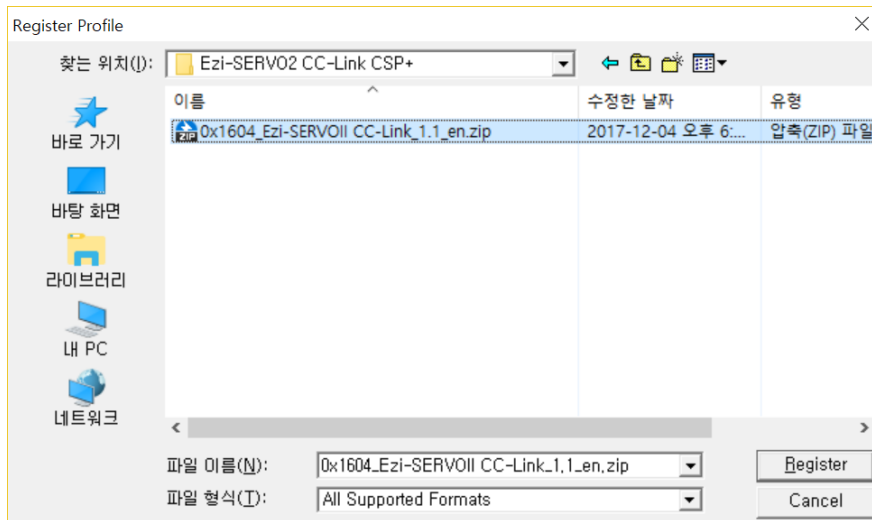 Register Profile
찾는 위치(I):
Ezi-SERVO2 CC-Link CSP+
이름
수정한 날짜
유형
0x1604_Ezi-SERVOII CC-Link_1.1_en.zip
2017-12-04 오후 6:...
압축(ZIP) 파일
바로 가기
바탕 화면
라이브러리
내 PC
네트워크
파일 이름(N):
0x1604_Ezi-SERVOII CC-Link_1.1_en.zip
Register
파일 형식(T):
All Supported Formats
Cancel